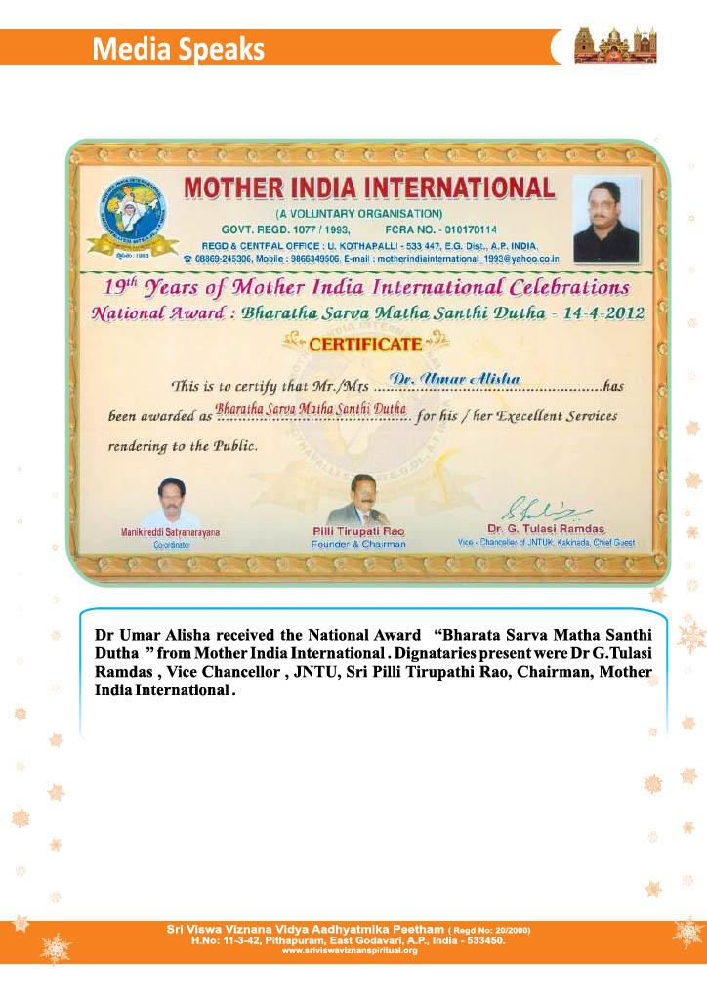 Media Speaks
MOTHER INDIA INTERNATIONAL
(A VOLUNTARY ORGANISATION)
GOVT. REGD. 1077 / 1993, FCRA NO. - 010170114
REGD & CENTRAL OFFICE : U. KOTHAPALLI - 533 447, E.G. Dist., A.P. INDIA,
☎ 08869-245306, Mobile : 9866349506, E-mail : motherindiainternational_1993@yahoo.co.in
19th Years of Mother India International Celebrations
National Award : Bharatha Sarva Matha Santhi Dutha - 14-4-2012
CERTIFICATE
This is to certify that Mr./Mrs Dr. Umar Alisha has
been awarded as Bharatha Sarva Matha Santhi Dutha for his / her Execellent Services
rendering to the Public.
Manikireddi Satyanarayana
Co-ordinator
Pilli Tirupati Rao
Founder & Chairman
Dr. G. Tulasi Ramdas
Vice - Chancellor of JNTUK, Kakinada, Chief Guest
Dr Umar Alisha received the National Award “Bharata Sarva Matha Santhi
Dutha ” from Mother India International . Dignataries present were Dr G.Tulasi
Ramdas , Vice Chancellor , JNTU, Sri Pilli Tirupathi Rao, Chairman, Mother
India International .
Sri Viswa Viznana Vidya Aadhyatmika Peetham ( Regd No: 20/2000)
H.No: 11-3-42, Pithapuram, East Godavari, A.P., India - 533450.
www.sriviswaviznanspiritual.org